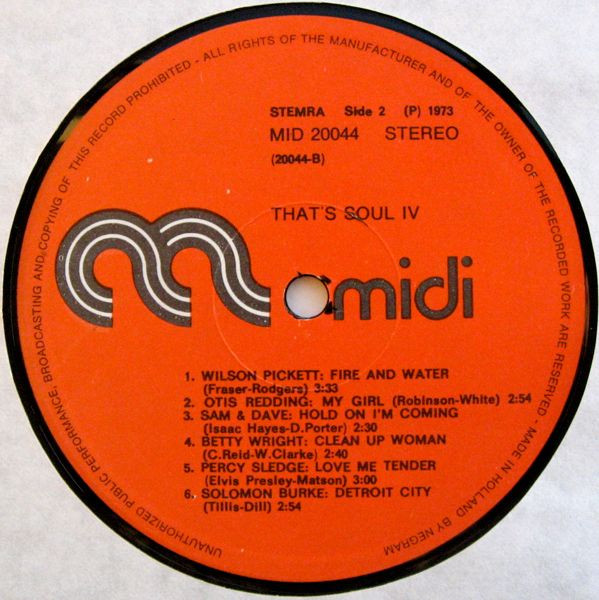 UNAUTHORIZED PUBLIC PERFORMANCE, BROADCASTING AND COPYING OF THIS RECORD PROHIBITED - ALL RIGHTS OF THE MANUFACTURER AND OF THE OWNER OF THE RECORDED WORK ARE RESERVED - MADE IN HOLLAND BY NEGRAM
STEMRA Side 2 (P) 1973
MID 20044 STEREO
(20044-B)
THAT'S SOUL IV
midi
1. WILSON PICKETT: FIRE AND WATER
(Fraser-Rodgers) 3:33
2. OTIS REDDING: MY GIRL (Robinson-White) 2:54
3. SAM & DAVE: HOLD ON I'M COMING
(Isaac Hayes-D.Porter) 2:30
4. BETTY WRIGHT: CLEAN UP WOMAN
(C.Reid-W.Clarke) 2:40
5. PERCY SLEDGE: LOVE ME TENDER
(Elvis Presley-Matson) 3:00
6. SOLOMON BURKE: DETROIT CITY
(Tillis-Dill) 2:54